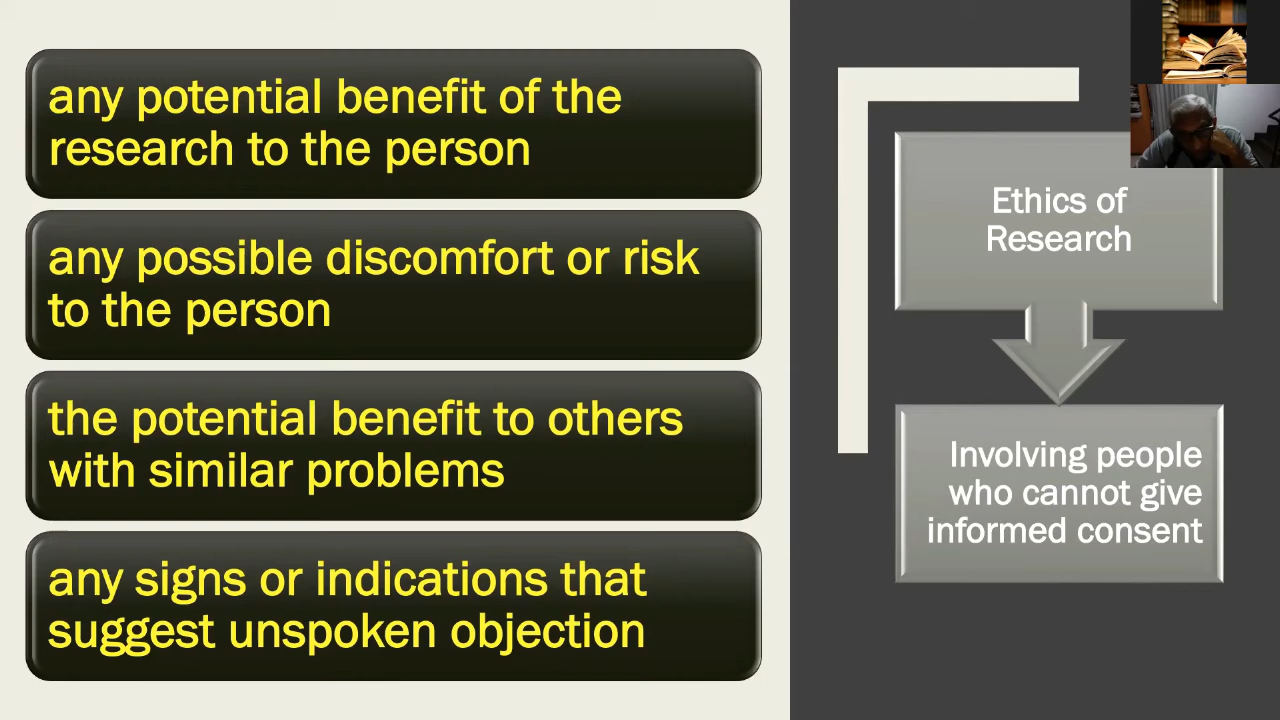 any potential benefit of the
research to the person
any possible discomfort or risk
to the person
the potential benefit to others
with similar problems
any signs or indications that
suggest unspoken objection
Ethics of
Research
Involving people
who cannot give
informed consent